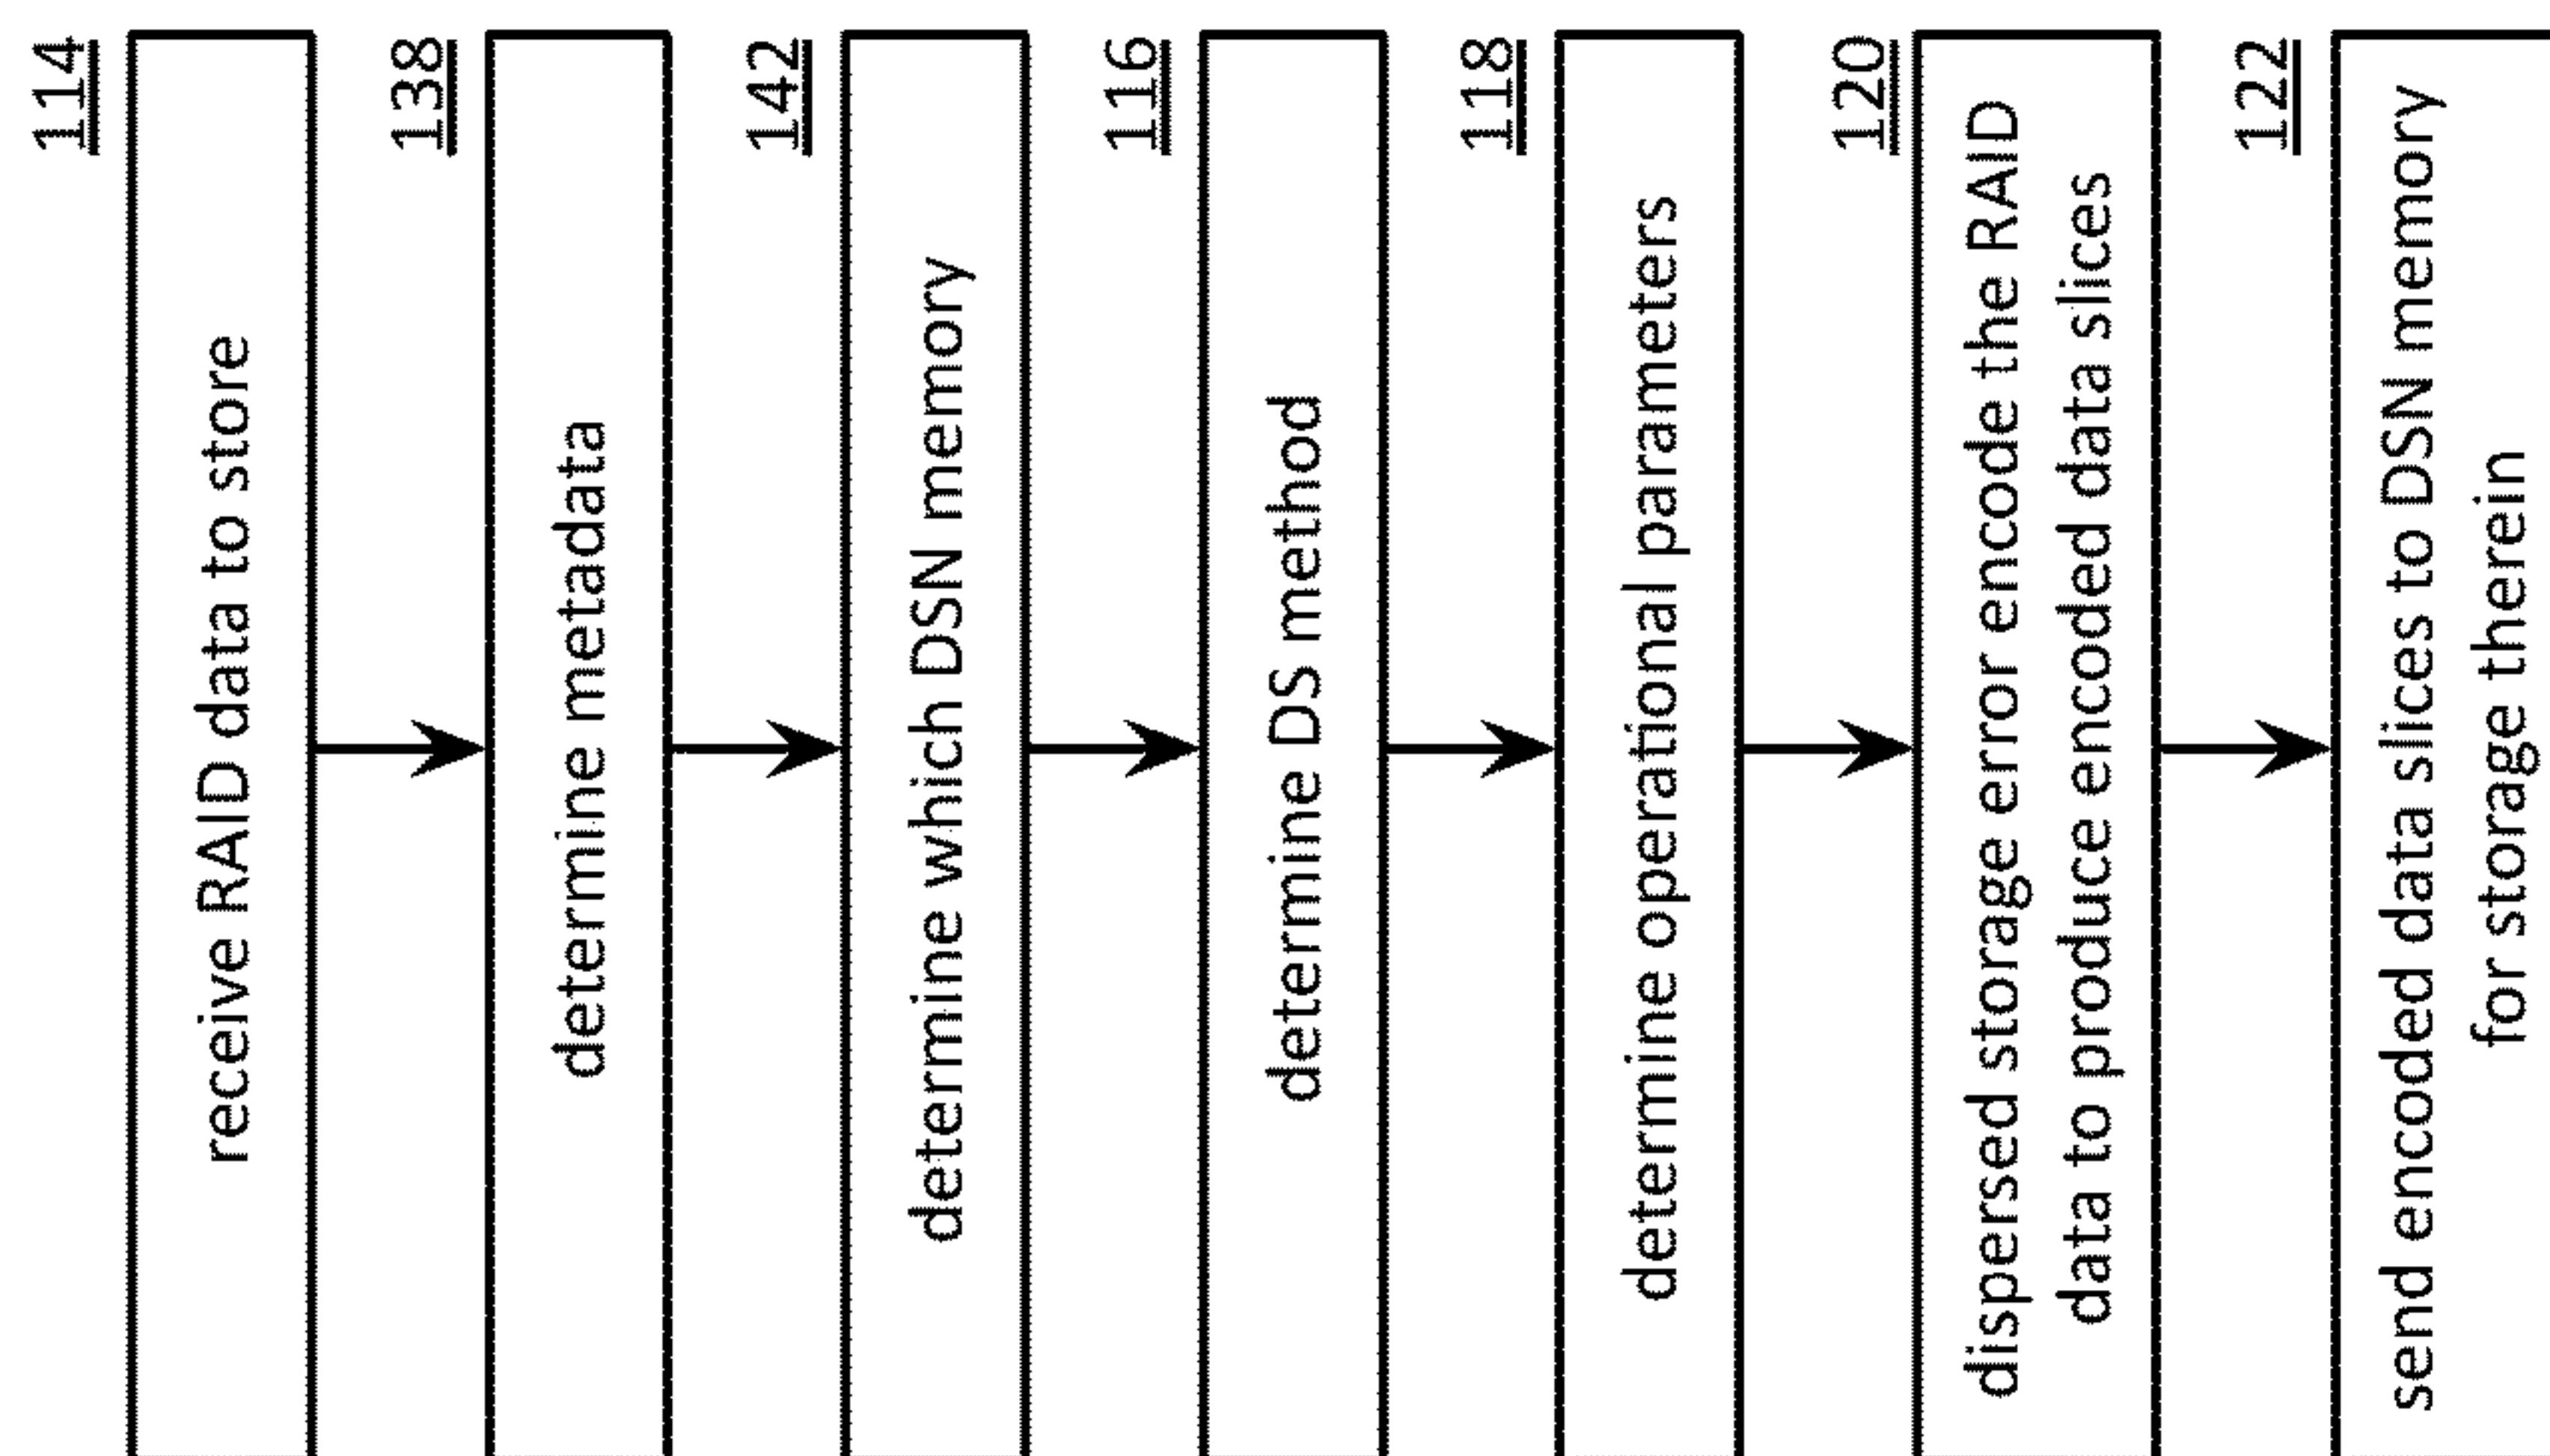 114
receive RAID data to store
138
determine metadata
142
determine which DSN memory
116
determine DS method
118
determine operational parameters
120
dispersed storage error encode the RAID
data to produce encoded data slices
122
send encoded data slices to DSN memory
for storage therein